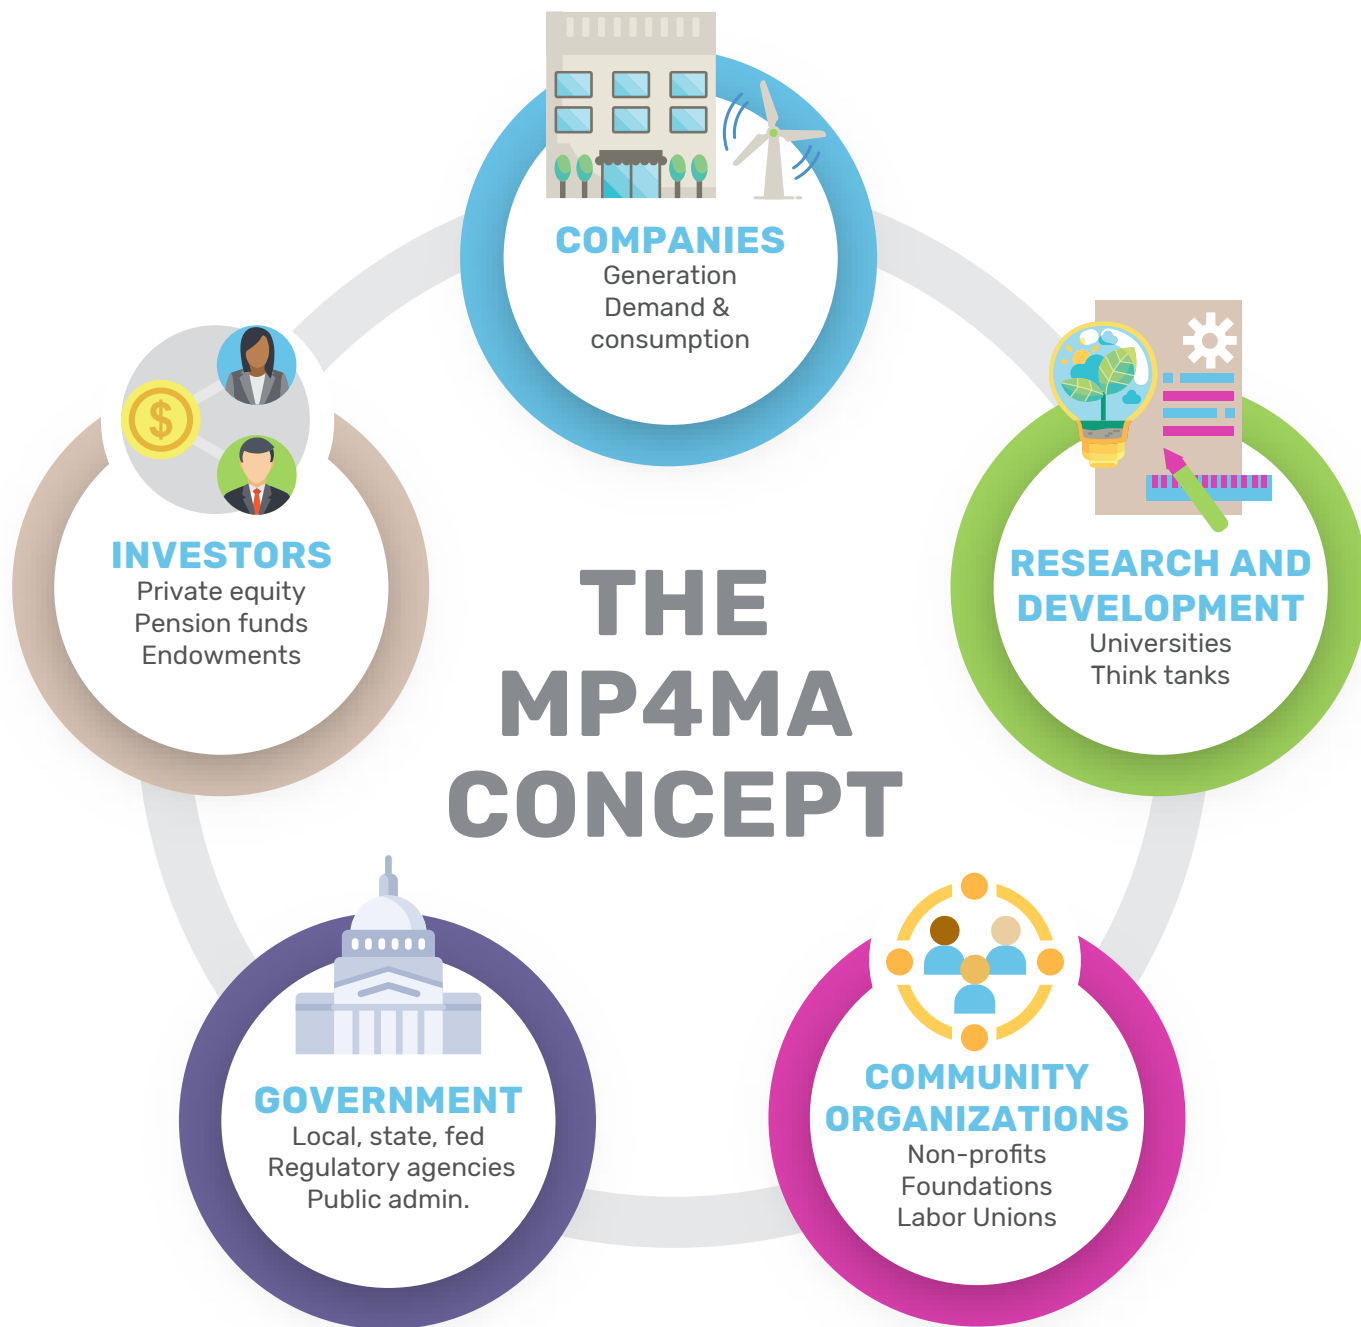 COMPANIES
Generation
Demand &
consumption
RESEARCH AND
DEVELOPMENT
Universities
Think tanks
COMMUNITY
ORGANIZATIONS
Non-profits
Foundations
Labor Unions
GOVERNMENT
Local, state, fed
Regulatory agencies
Public admin.
INVESTORS
Private equity
Pension funds
Endowments
$
THE
MP4MA
CONCEPT